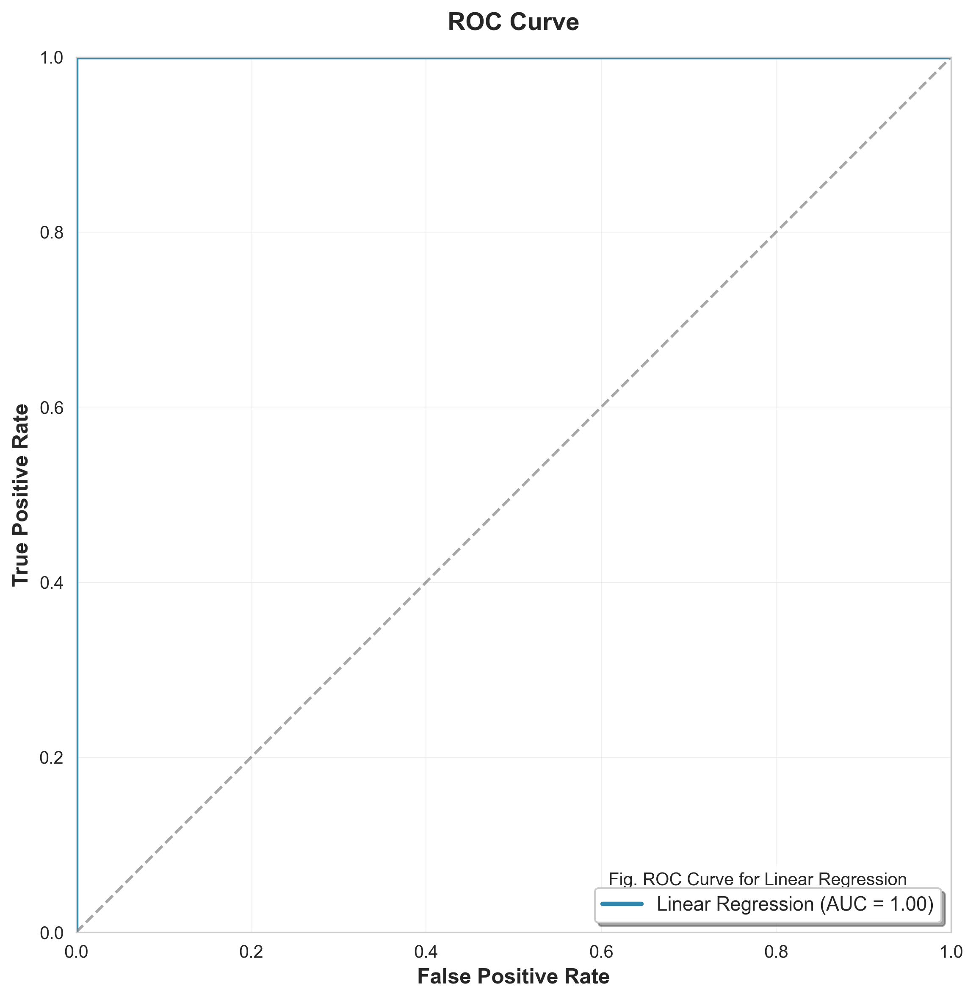 ROC Curve
1.0
0.8
0.6
0.4
0.2
0.0
True Positive Rate
Fig. ROC Curve for Linear Regression
Linear Regression (AUC = 1.00)
0.0 0.2 0.4 0.6 0.8 1.0
False Positive Rate